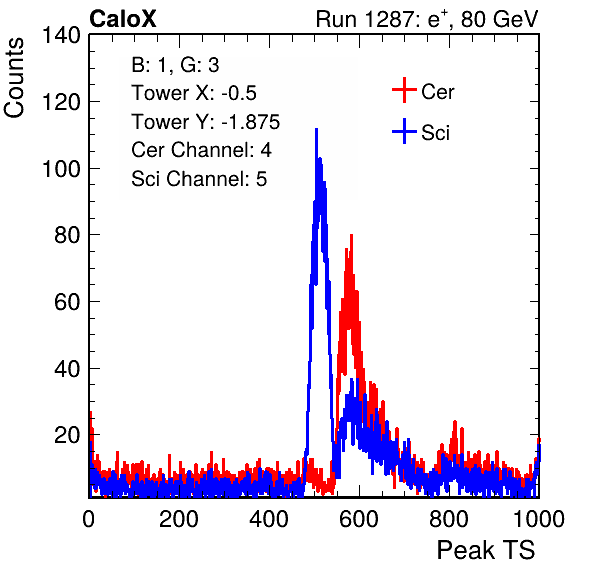 CaloX
Run 1287: e+, 80 GeV
Counts
140
120
100
80
60
40
20
B: 1, G: 3
Tower X: -0.5
Tower Y: -1.875
Cer Channel: 4
Sci Channel: 5
Cer
Sci
0 200 400 600 800 1000
Peak TS